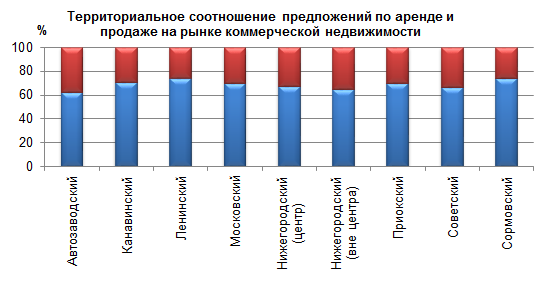 Территориальное соотношение предложений по аренде и
продаже на рынке коммерческой недвижимости
%
100
80
60
40
20
0
Автозаводский
Канавинский
Ленинский
Московский
Нижегородский
(центр)
Нижегородский
(вне центра)
Приокский
Советский
Сормовский